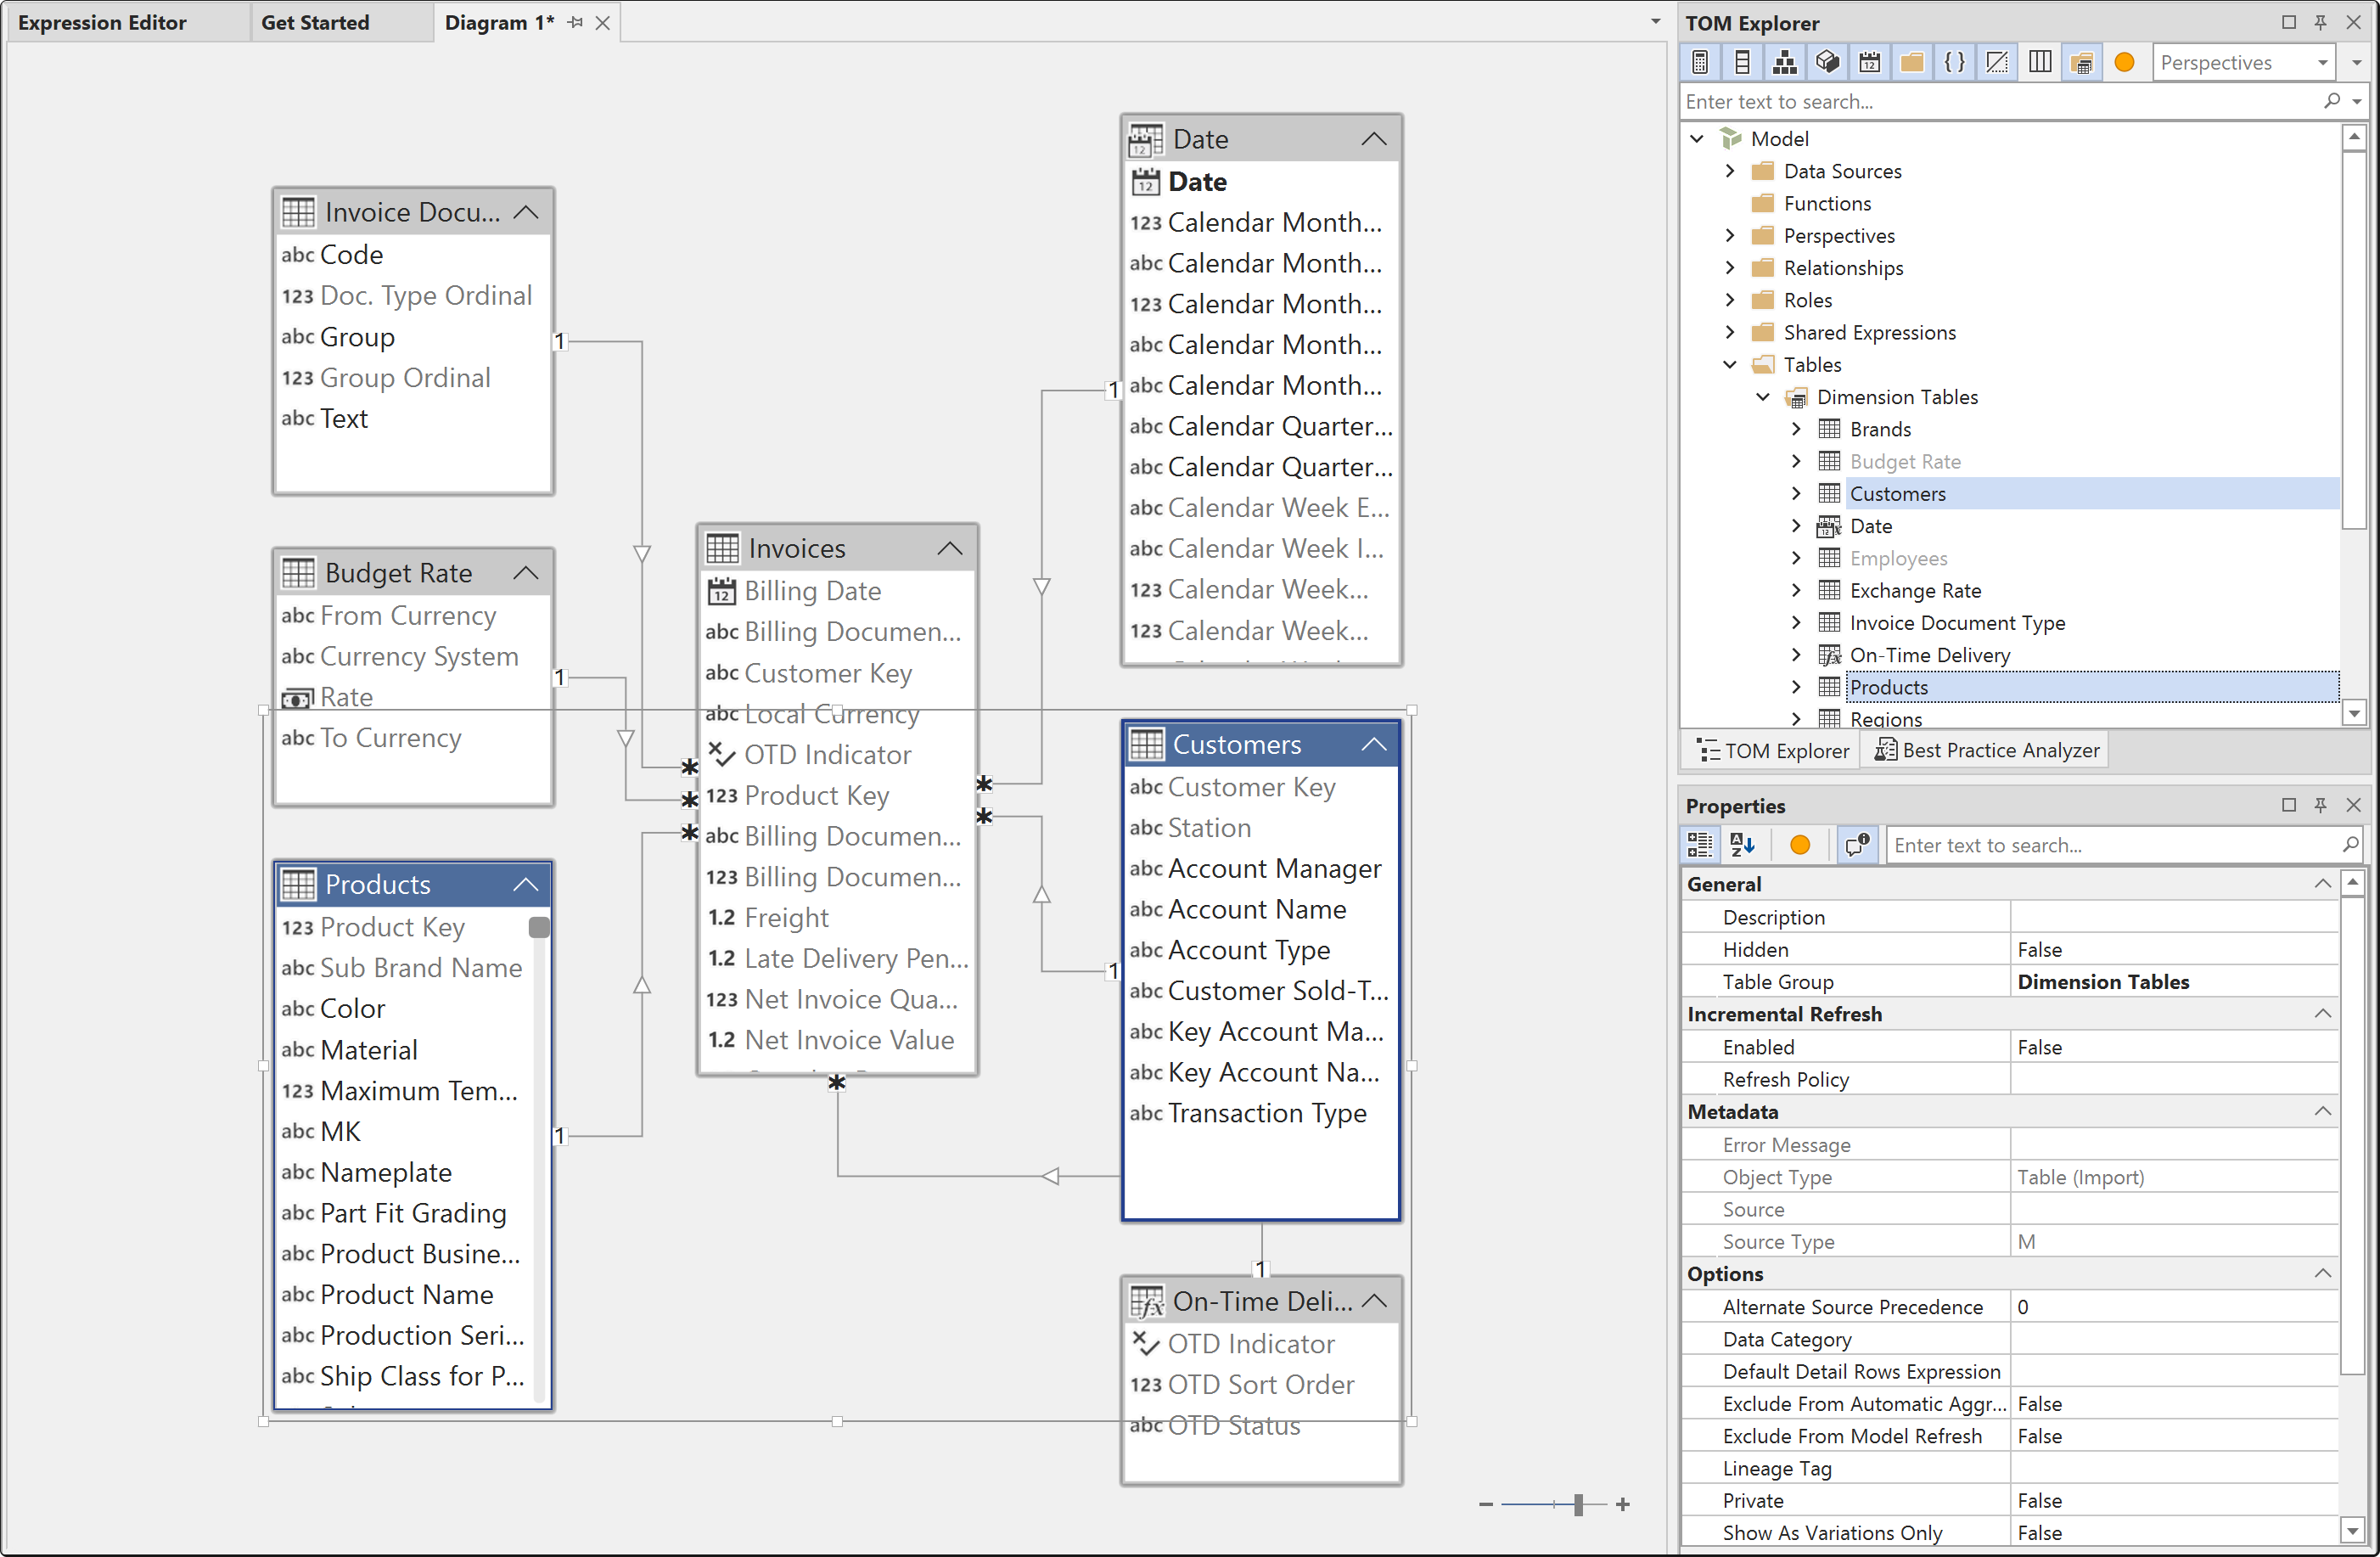 Expression Editor
Get Started
Diagram 1*
Invoice Docu...
abc Code
123 Doc. Type Ordinal
abc Group
123 Group Ordinal
abc Text
1
Budget Rate
abc From Currency
abc Currency System
Rate
abc To Currency
1
Products
123 Product Key
abc Sub Brand Name
abc Color
abc Material
123 Maximum Tem...
abc MK
abc Nameplate
abc Part Fit Grading
abc Product Busine...
abc Product Name
abc Production Seri...
abc Ship Class for P...
1
Invoices
12 Billing Date
abc Billing Documen...
abc Customer Key
abc Local Currency
OTD Indicator
123 Product Key
abc Billing Documen...
123 Billing Documen...
1.2 Freight
1.2 Late Delivery Pen...
123 Net Invoice Qua...
1.2 Net Invoice Value
* * * * * *
12 Date
12 Date
123 Calendar Month...
abc Calendar Month...
123 Calendar Month...
abc Calendar Month...
abc Calendar Month...
abc Calendar Quarter...
abc Calendar Quarter...
abc Calendar Week E...
abc Calendar Week I...
123 Calendar Week...
123 Calendar Week...
1
Customers
abc Customer Key
abc Station
abc Account Manager
abc Account Name
abc Account Type
abc Customer Sold-T...
abc Key Account Ma...
abc Key Account Na...
abc Transaction Type
1
1
fx On-Time Deli...
OTD Indicator
123 OTD Sort Order
abc OTD Status
TOM Explorer
12 { } Perspectives
Enter text to search...
Model
Data Sources
Functions
Perspectives
Relationships
Roles
Shared Expressions
Tables
Dimension Tables
Brands
Budget Rate
Customers
Date
Employees
Exchange Rate
Invoice Document Type
On-Time Delivery
Products
Regions
TOM Explorer
Best Practice Analyzer
Properties
AZ Enter text to search...
General
Description
Hidden False
Table Group Dimension Tables
Incremental Refresh
Enabled False
Refresh Policy
Metadata
Error Message
Object Type Table (Import)
Source
Source Type M
Options
Alternate Source Precedence 0
Data Category
Default Detail Rows Expression
Exclude From Automatic Aggr... False
Exclude From Model Refresh False
Lineage Tag
Private False
Show As Variations Only False